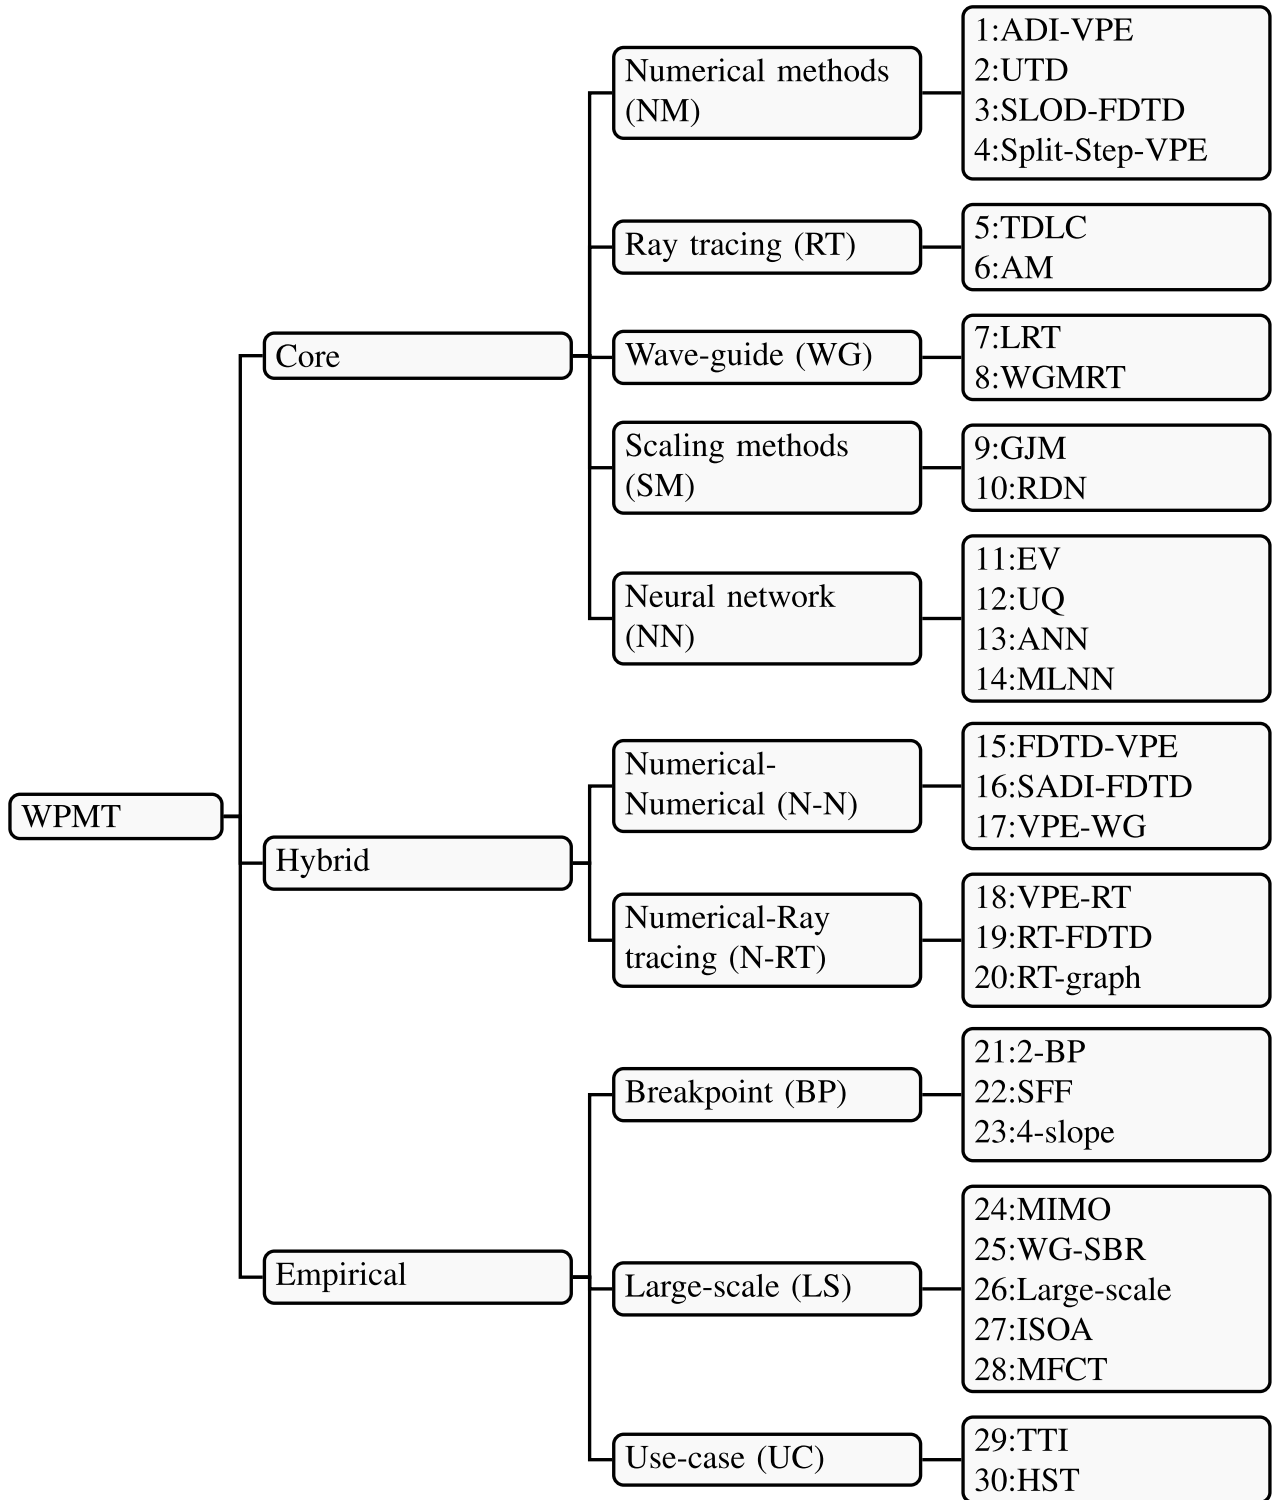 WPMT
Core
Numerical methods
(NM)
1:ADI-VPE
2:UTD
3:SLOD-FDTD
4:Split-Step-VPE
Ray tracing (RT)
5:TDLC
6:AM
Wave-guide (WG)
7:LRT
8:WGMRT
Scaling methods
(SM)
9:GJM
10:RDN
Neural network
(NN)
11:EV
12:UQ
13:ANN
14:MLNN
Hybrid
Numerical-
Numerical (N-N)
15:FDTD-VPE
16:SADI-FDTD
17:VPE-WG
Numerical-Ray
tracing (N-RT)
18:VPE-RT
19:RT-FDTD
20:RT-graph
Empirical
Breakpoint (BP)
21:2-BP
22:SFF
23:4-slope
Large-scale (LS)
24:MIMO
25:WG-SBR
26:Large-scale
27:ISOA
28:MFCT
Use-case (UC)
29:TTI
30:HST